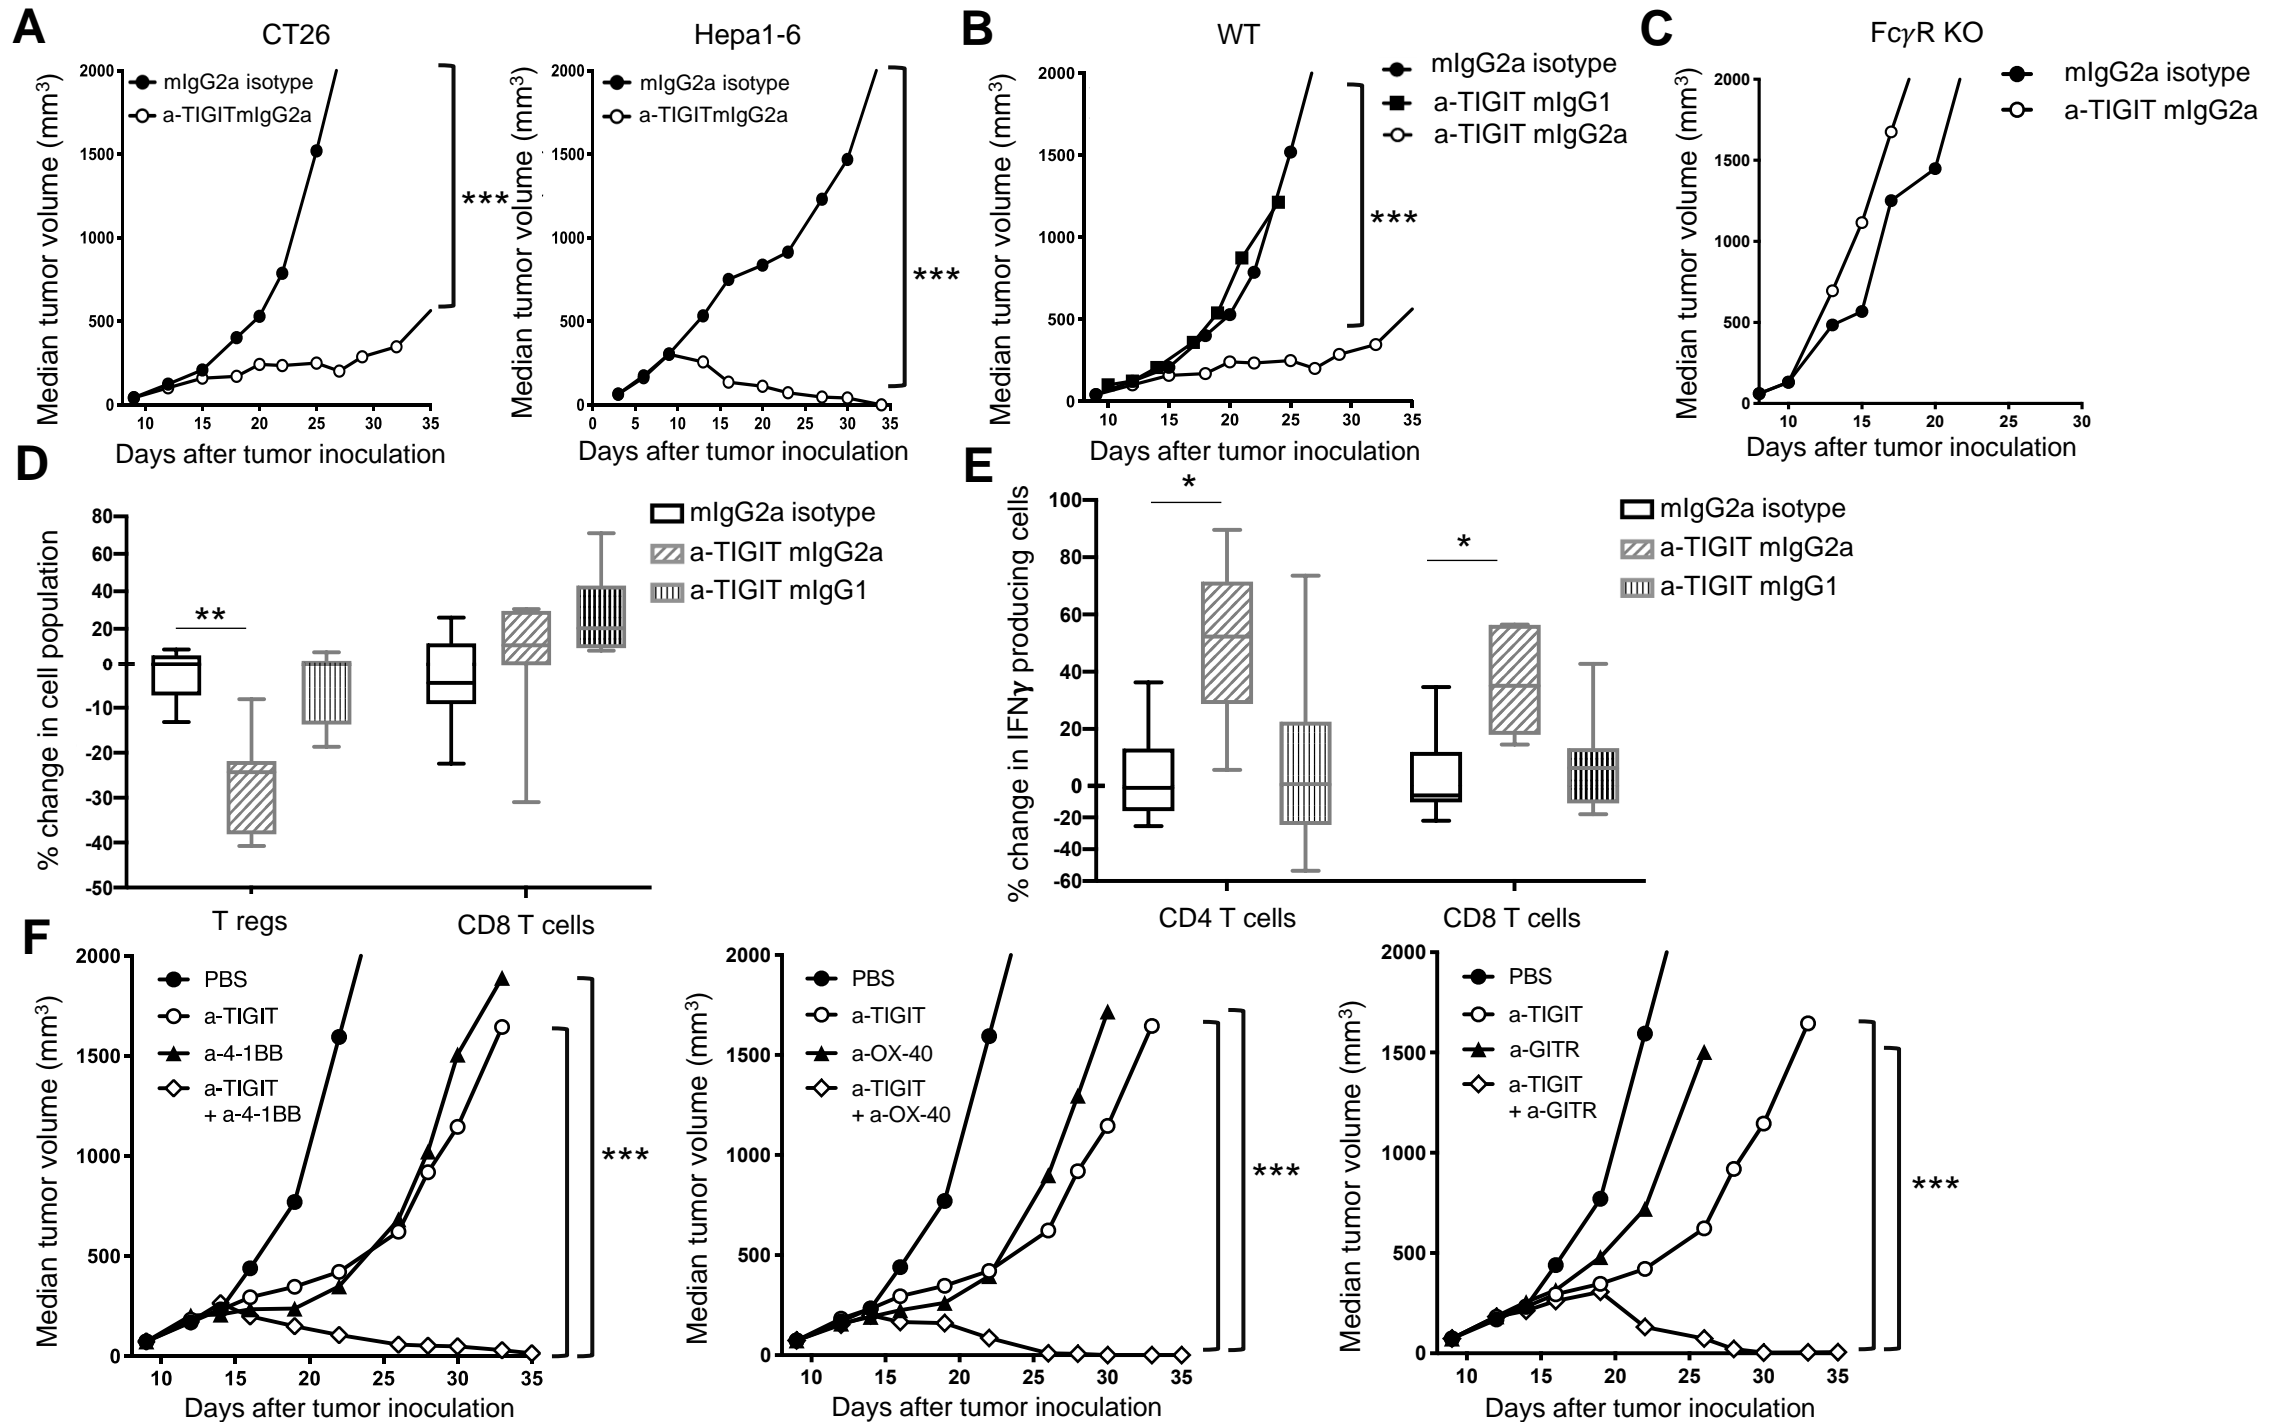 A
CT26
Median tumor volume (mm3)
2000
1500
1000
500
0
mIgG2a isotype
a-TIGITmIgG2a
***
10 15 20 25 30 35
Days after tumor inoculation
Hepa1-6
Median tumor volume (mm3)
2000
1500
1000
500
0
mIgG2a isotype
a-TIGITmIgG2a
***
0 5 10 15 20 25 30 35
Days after tumor inoculation
B
WT
Median tumor volume (mm3)
2000
1500
1000
500
0
mIgG2a isotype
a-TIGIT mIgG1
a-TIGIT mIgG2a
***
10 15 20 25 30 35
Days after tumor inoculation
C
FcγR KO
Median tumor volume (mm3)
2000
1500
1000
500
0
mIgG2a isotype
a-TIGIT mIgG2a
10 15 20 25 30
Days after tumor inoculation
D
% change in cell population
80
60
40
20
0
-10
-20
-30
-40
-50
**
mIgG2a isotype
a-TIGIT mIgG2a
a-TIGIT mIgG1
T regs
CD8 T cells
E
% change in IFNγ producing cells
100
80
60
40
20
0
-20
-40
-60
*
*
mIgG2a isotype
a-TIGIT mIgG2a
a-TIGIT mIgG1
CD4 T cells
CD8 T cells
F
Median tumor volume (mm3)
2000
1500
1000
500
0
PBS
a-TIGIT
a-4-1BB
a-TIGIT
+ a-4-1BB
***
10 15 20 25 30 35
Days after tumor inoculation
Median tumor volume (mm3)
2000
1500
1000
500
0
PBS
a-TIGIT
a-OX-40
a-TIGIT
+ a-OX-40
***
10 15 20 25 30 35
Days after tumor inoculation
Median tumor volume (mm3)
2000
1500
1000
500
0
PBS
a-TIGIT
a-GITR
a-TIGIT
+ a-GITR
***
10 15 20 25 30 35
Days after tumor inoculation